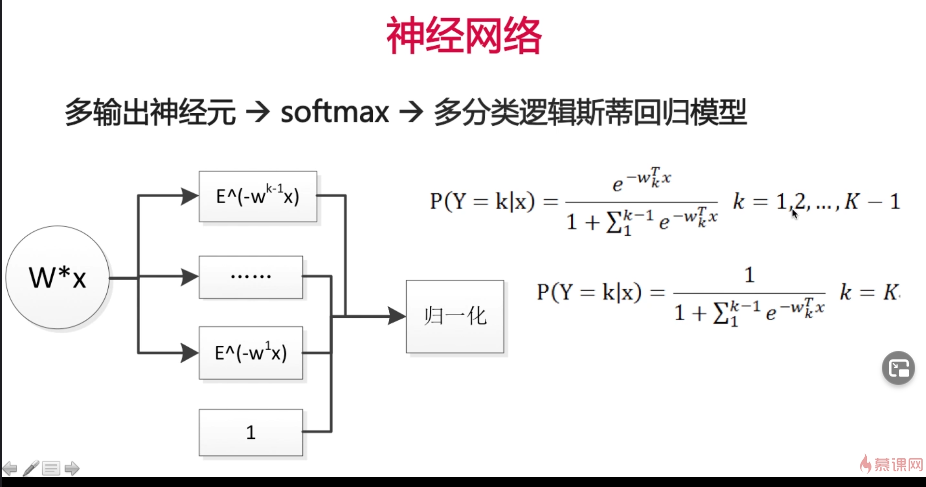 神经网络
多输出神经元 → softmax → 多分类逻辑斯蒂回归模型
W*x
E^(-w^{k-1}x)
……
E^(-w^1x)
1
归一化
P(Y = k|x) = \frac{e^{-w_k^T x}}{1 + \sum_1^{k-1} e^{-w_k^T x}} k = 1,2, …, K − 1
P(Y = k|x) = \frac{1}{1 + \sum_1^{k-1} e^{-w_k^T x}} k = K
慕课网